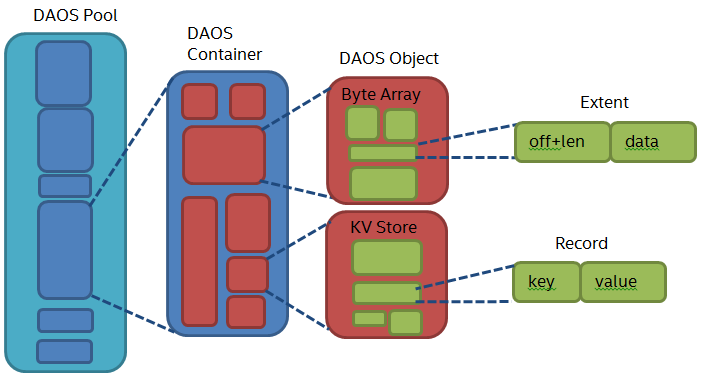 DAOS Pool
DAOS
Container
DAOS Object
Byte Array
Extent
off+len
data
KV Store
Record
key
value